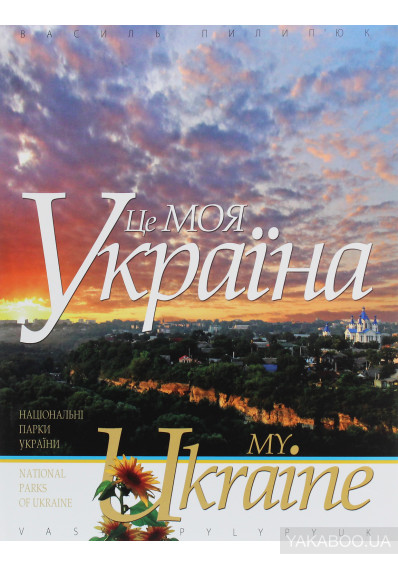 ВАСИЛЬ ПИЛИПЮК
Це МОЯ
Україна
НАЦІОНАЛЬНІ
ПАРКИ
УКРАЇНИ
MY
Ukraine
NATIONAL
PARKS
OF UKRAINE
VASYL PYLYPYUK
YAKABOO.UA